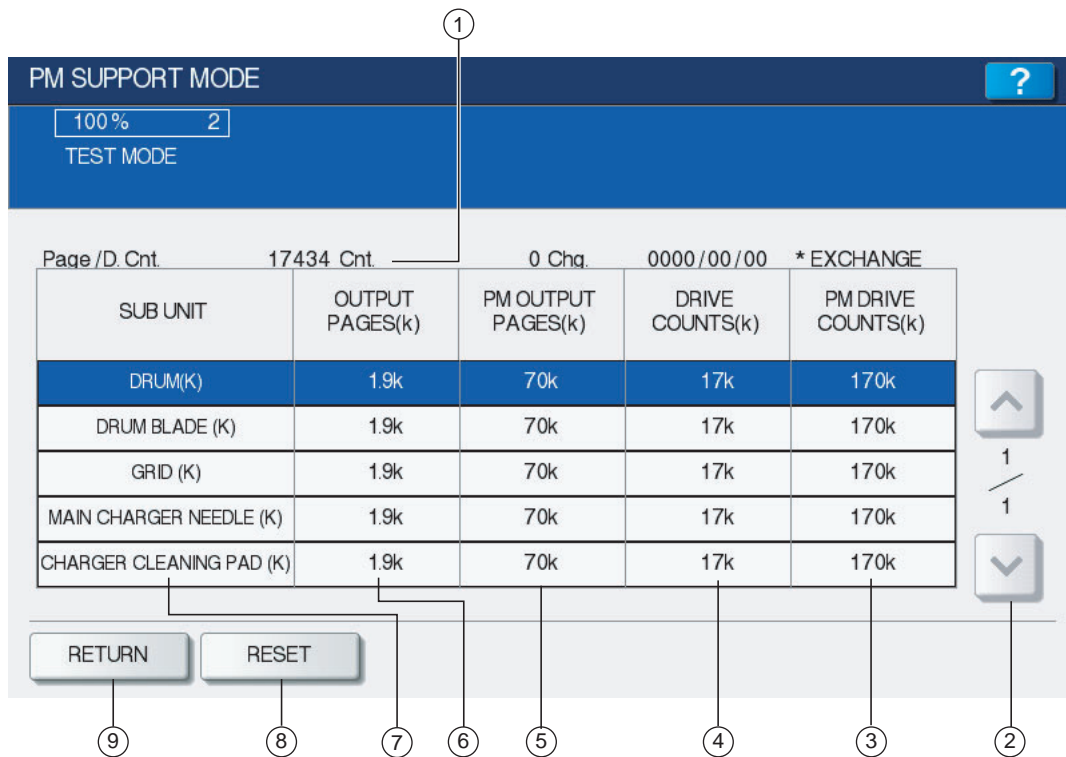 1
PM SUPPORT MODE ?
100% 2
TEST MODE
Page /D. Cnt. 17434 Cnt. 0 Chg. 0000/00/00 * EXCHANGE
SUB UNIT OUTPUT PAGES(k) PM OUTPUT PAGES(k) DRIVE COUNTS(k) PM DRIVE COUNTS(k)
DRUM(K) 1.9k 70k 17k 170k
DRUM BLADE (K) 1.9k 70k 17k 170k
GRID (K) 1.9k 70k 17k 170k
MAIN CHARGER NEEDLE (K) 1.9k 70k 17k 170k
CHARGER CLEANING PAD (K) 1.9k 70k 17k 170k
1
1
RETURN RESET
9 8 7 6 5 4 3 2